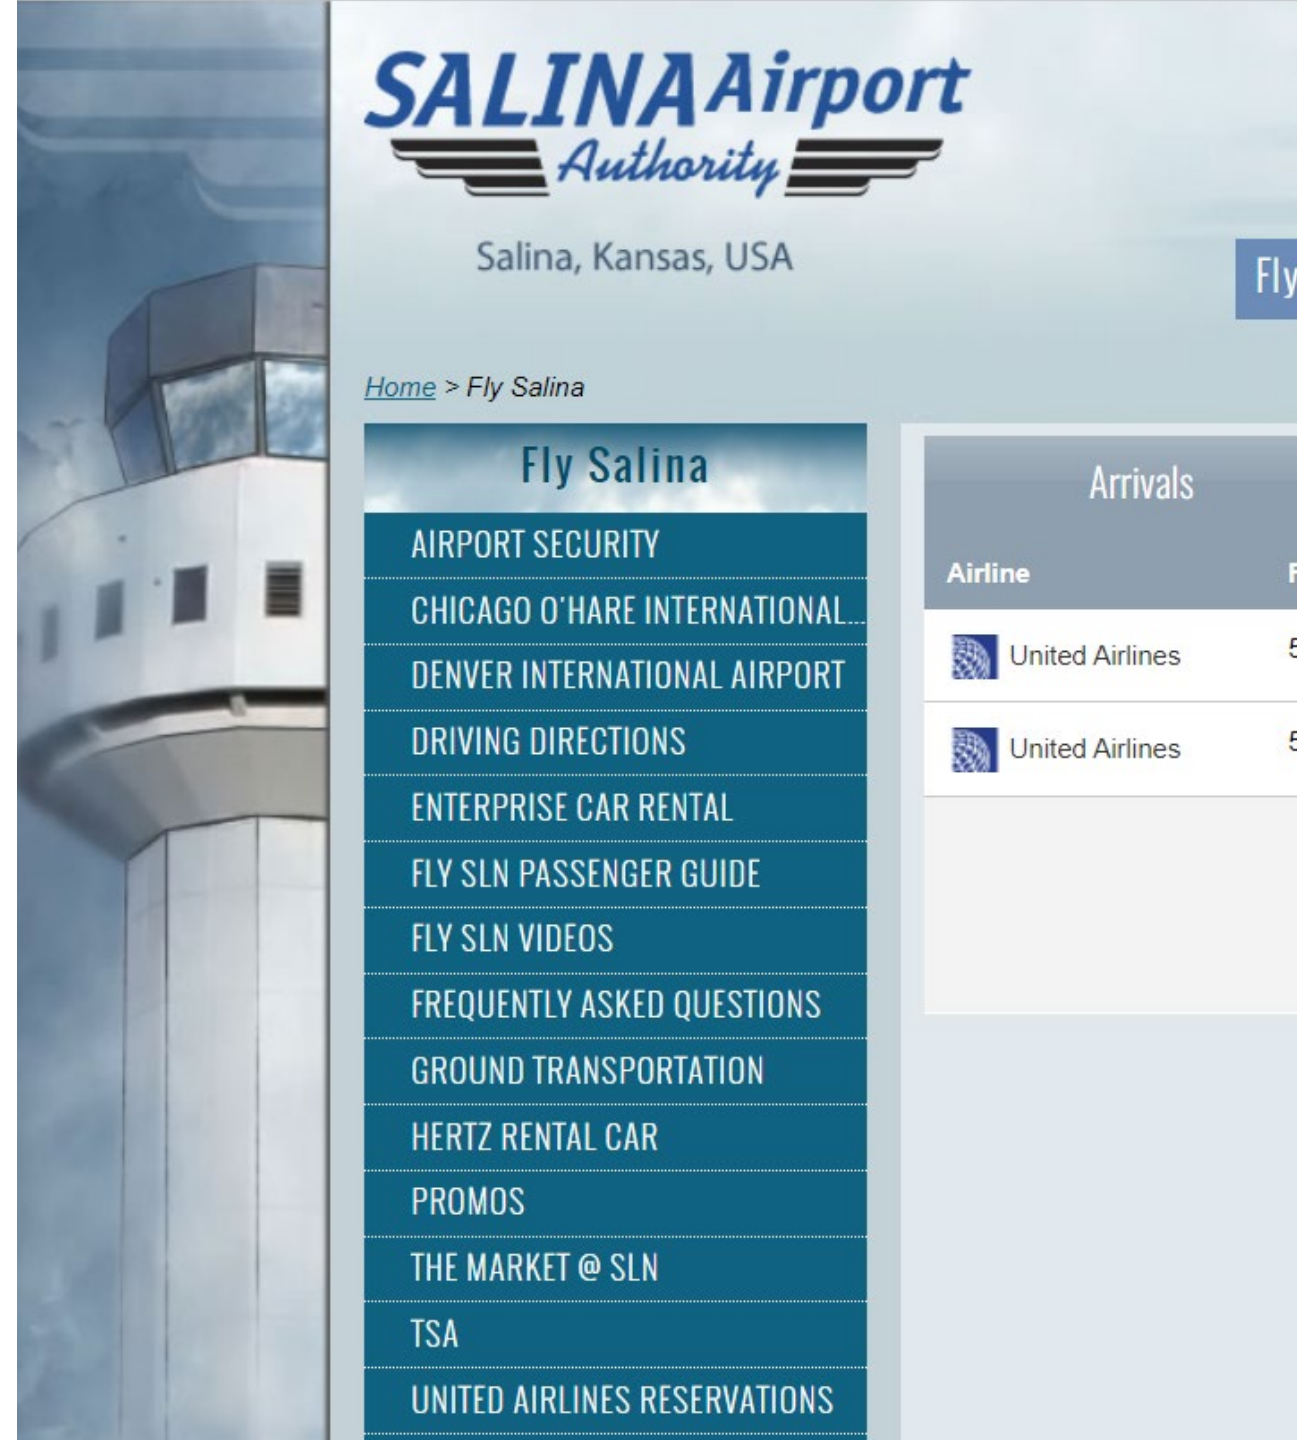 SALINA Airport
Authority
Salina, Kansas, USA
Fly
Home > Fly Salina
Fly Salina
AIRPORT SECURITY
CHICAGO O'HARE INTERNATIONAL...
DENVER INTERNATIONAL AIRPORT
DRIVING DIRECTIONS
ENTERPRISE CAR RENTAL
FLY SLN PASSENGER GUIDE
FLY SLN VIDEOS
FREQUENTLY ASKED QUESTIONS
GROUND TRANSPORTATION
HERTZ RENTAL CAR
PROMOS
THE MARKET @ SLN
TSA
UNITED AIRLINES RESERVATIONS
Arrivals
Airline
United Airlines 5
United Airlines 5